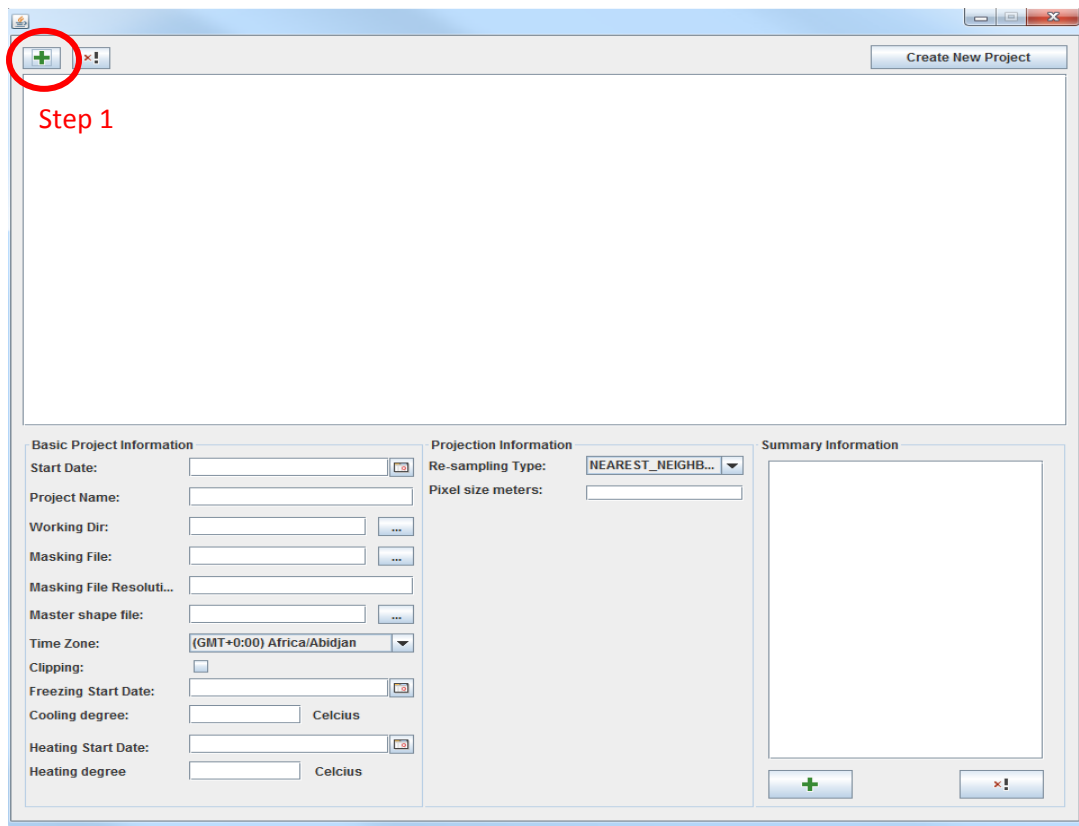 Create New Project
Step 1
Basic Project Information
Start Date:
Project Name:
Working Dir:
...
Masking File:
...
Masking File Resoluti...
Master shape file:
...
Time Zone:
(GMT+0:00) Africa/Abidjan
Clipping:
Freezing Start Date:
Cooling degree:
Celcius
Heating Start Date:
Heating degree
Celcius
Projection Information
Re-sampling Type:
NEAREST_NEIGHB...
Pixel size meters:
Summary Information